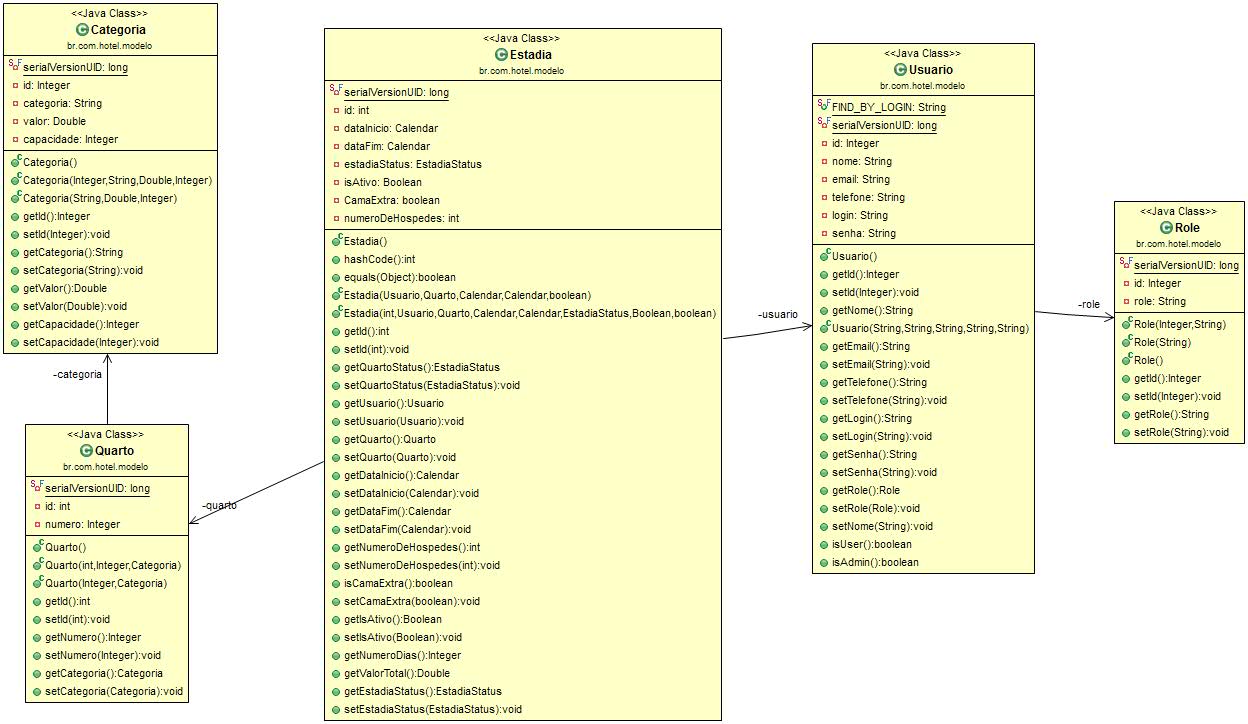 <<Java Class>>
Categoria
br.com.hotel.modelo
serialVersionUID: long
id: Integer
categoria: String
valor: Double
capacidade: Integer
Categoria()
Categoria(Integer,String,Double,Integer)
Categoria(String,Double,Integer)
getId():Integer
setId(Integer):void
getCategoria():String
setCategoria(String):void
getValor():Double
setValor(Double):void
getCapacidade():Integer
setCapacidade(Integer):void
-categoria
<<Java Class>>
Quarto
br.com.hotel.modelo
serialVersionUID: long
id: int
numero: Integer
Quarto()
Quarto(int,Integer,Categoria)
Quarto(Integer,Categoria)
getId():int
setId(int):void
getNumero():Integer
setNumero(Integer):void
getCategoria():Categoria
setCategoria(Categoria):void
-quarto
<<Java Class>>
Estadia
br.com.hotel.modelo
serialVersionUID: long
id: int
dataInicio: Calendar
dataFim: Calendar
estadiaStatus: EstadiaStatus
isAtivo: Boolean
CamaExtra: boolean
numeroDeHospedes: int
Estadia()
hashCode():int
equals(Object):boolean
Estadia(Usuario,Quarto,Calendar,Calendar,boolean)
Estadia(int,Usuario,Quarto,Calendar,Calendar,EstadiaStatus,Boolean,boolean)
getId():int
setId(int):void
getQuartoStatus():EstadiaStatus
setQuartoStatus(EstadiaStatus):void
getUsuario():Usuario
setUsuario(Usuario):void
getQuarto():Quarto
setQuarto(Quarto):void
getDataInicio():Calendar
setDataInicio(Calendar):void
getDataFim():Calendar
setDataFim(Calendar):void
getNumeroDeHospedes():int
setNumeroDeHospedes(int):void
isCamaExtra():boolean
setCamaExtra(boolean):void
getIsAtivo():Boolean
setIsAtivo(Boolean):void
getNumeroDias():Integer
getValorTotal():Double
getEstadiaStatus():EstadiaStatus
setEstadiaStatus(EstadiaStatus):void
-usuario
<<Java Class>>
Usuario
br.com.hotel.modelo
FIND_BY_LOGIN: String
serialVersionUID: long
id: Integer
nome: String
email: String
telefone: String
login: String
senha: String
Usuario()
getId():Integer
setId(Integer):void
getNome():String
Usuario(String,String,String,String,String)
getEmail():String
setEmail(String):void
getTelefone():String
setTelefone(String):void
getLogin():String
setLogin(String):void
getSenha():String
setSenha(String):void
getRole():Role
setRole(Role):void
setNome(String):void
isUser():boolean
isAdmin():boolean
-role
<<Java Class>>
Role
br.com.hotel.modelo
serialVersionUID: long
id: Integer
role: String
Role(Integer,String)
Role(String)
Role()
getId():Integer
setId(Integer):void
getRole():String
setRole(String):void